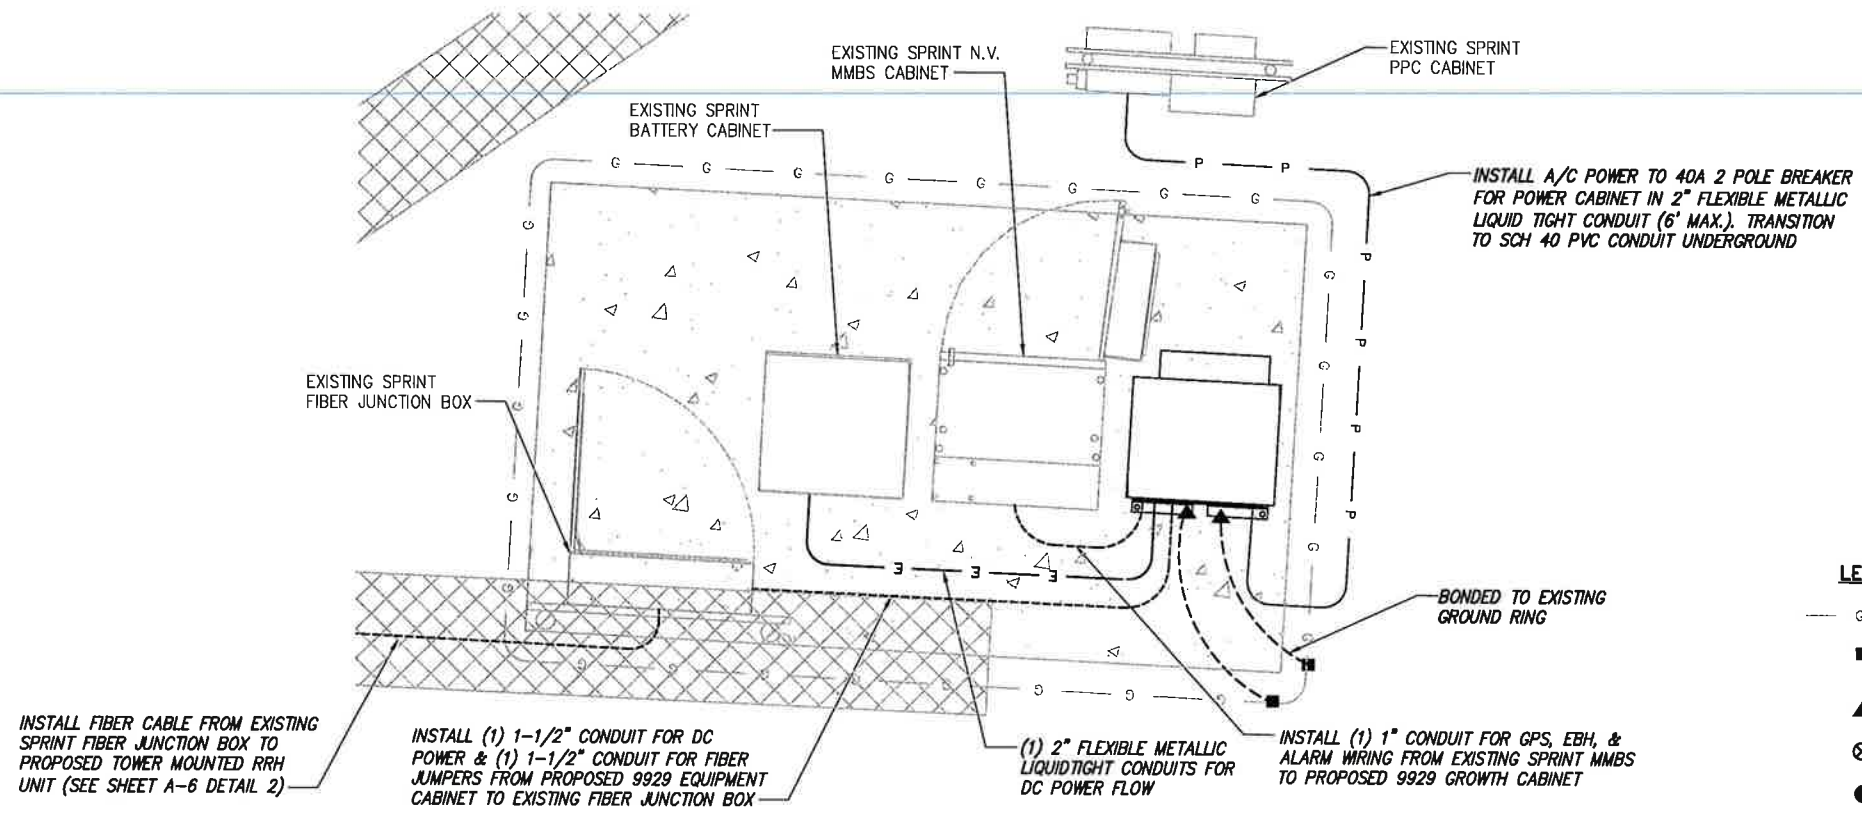 EXISTING SPRINT N.V.
MMBS CABINET
EXISTING SPRINT
PPC CABINET
EXISTING SPRINT
BATTERY CABINET
INSTALL A/C POWER TO 40A 2 POLE BREAKER
FOR POWER CABINET IN 2" FLEXIBLE METALLIC
LIQUID TIGHT CONDUIT (6' MAX.). TRANSITION
TO SCH 40 PVC CONDUIT UNDERGROUND
G G G G G G G G
P P
P P P P
G G G G
G G G G G
EXISTING SPRINT
FIBER JUNCTION BOX
E E E
BONDED TO EXISTING
GROUND RING
G G G G G G G G G
LE
G
INSTALL FIBER CABLE FROM EXISTING
SPRINT FIBER JUNCTION BOX TO
PROPOSED TOWER MOUNTED RRH
UNIT (SEE SHEET A-6 DETAIL 2)
INSTALL (1) 1-1/2" CONDUIT FOR DC
POWER & (1) 1-1/2" CONDUIT FOR FIBER
JUMPERS FROM PROPOSED 9929 EQUIPMENT
CABINET TO EXISTING FIBER JUNCTION BOX
(1) 2" FLEXIBLE METALLIC
LIQUIDTIGHT CONDUITS FOR
DC POWER FLOW
INSTALL (1) 1" CONDUIT FOR GPS, EBH, &
ALARM WIRING FROM EXISTING SPRINT MMBS
TO PROPOSED 9929 GROWTH CABINET